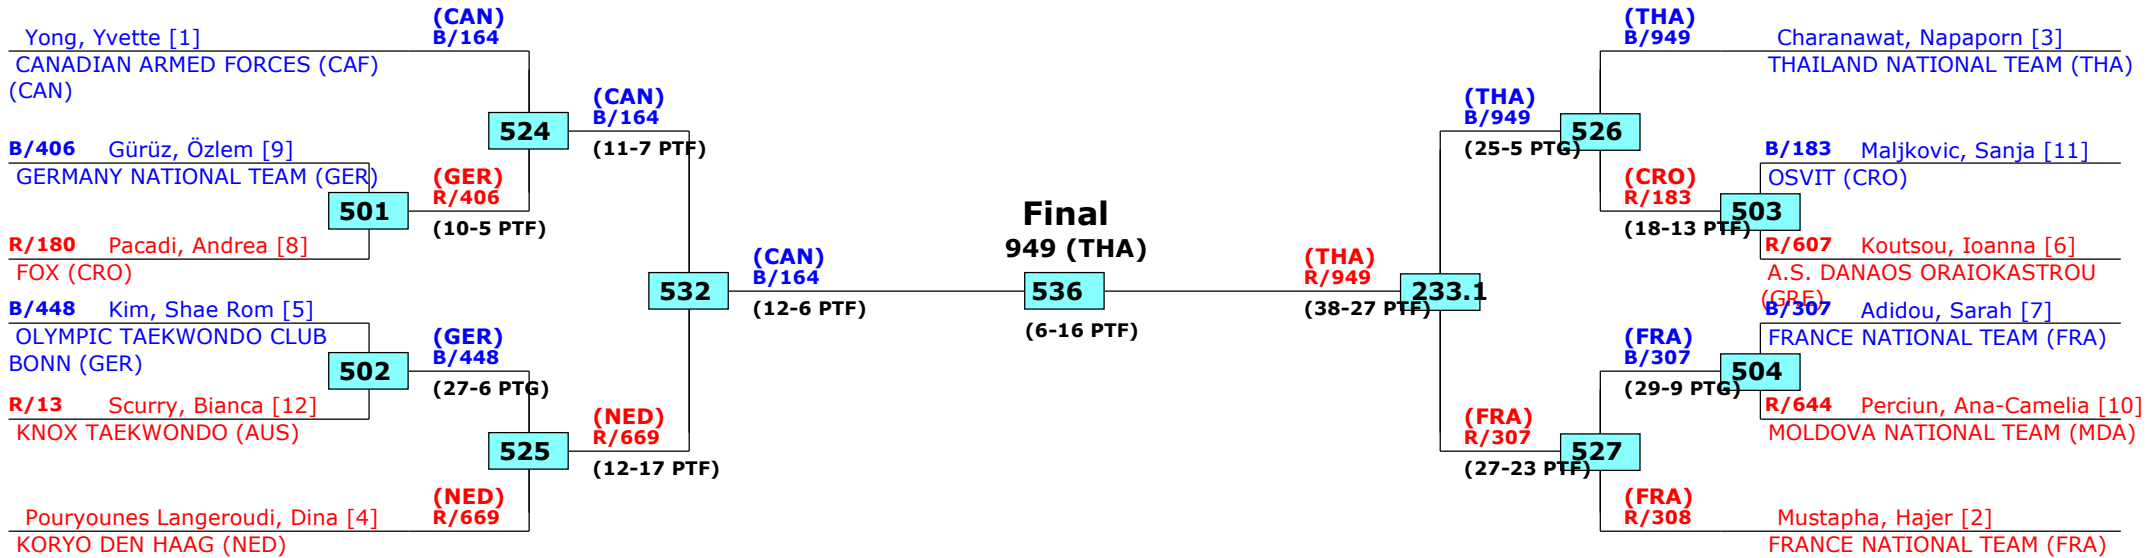 (CAN)
B/164
Yong, Yvette [1]
CANADIAN ARMED FORCES (CAF)
(CAN)
B/406 Gürüz, Özlem [9]
GERMANY NATIONAL TEAM (GER)
501
R/180 Pacadi, Andrea [8]
FOX (CRO)
524
(GER)
R/406
(10-5 PTF)
(CAN)
B/164
(11-7 PTF)
B/448 Kim, Shae Rom [5]
OLYMPIC TAEKWONDO CLUB
BONN (GER)
502
R/13 Scurry, Bianca [12]
KNOX TAEKWONDO (AUS)
(GER)
B/448
(27-6 PTG)
525
(NED)
R/669
(12-17 PTF)
(NED)
R/669
Pouryounes Langeroudi, Dina [4]
KORYO DEN HAAG (NED)
532
(CAN)
B/164
(12-6 PTF)
Final
949 (THA)
536
(6-16 PTF)
(THA)
R/949
(38-27 PTF)
233.1
(THA)
B/949
(25-5 PTG)
526
(THA)
B/949
Charanawat, Napaporn [3]
THAILAND NATIONAL TEAM (THA)
(CRO)
R/183
(18-13 PTF)
503
B/183 Maljkovic, Sanja [11]
OSVIT (CRO)
R/607 Koutsou, Ioanna [6]
A.S. DANAOS ORAIOKASTROU
(GRE)
B/307 Adidou, Sarah [7]
FRANCE NATIONAL TEAM (FRA)
(FRA)
B/307
(29-9 PTG)
504
R/644 Perciun, Ana-Camelia [10]
MOLDOVA NATIONAL TEAM (MDA)
(FRA)
R/307
(27-23 PTF)
527
(FRA)
R/308
Mustapha, Hajer [2]
FRANCE NATIONAL TEAM (FRA)